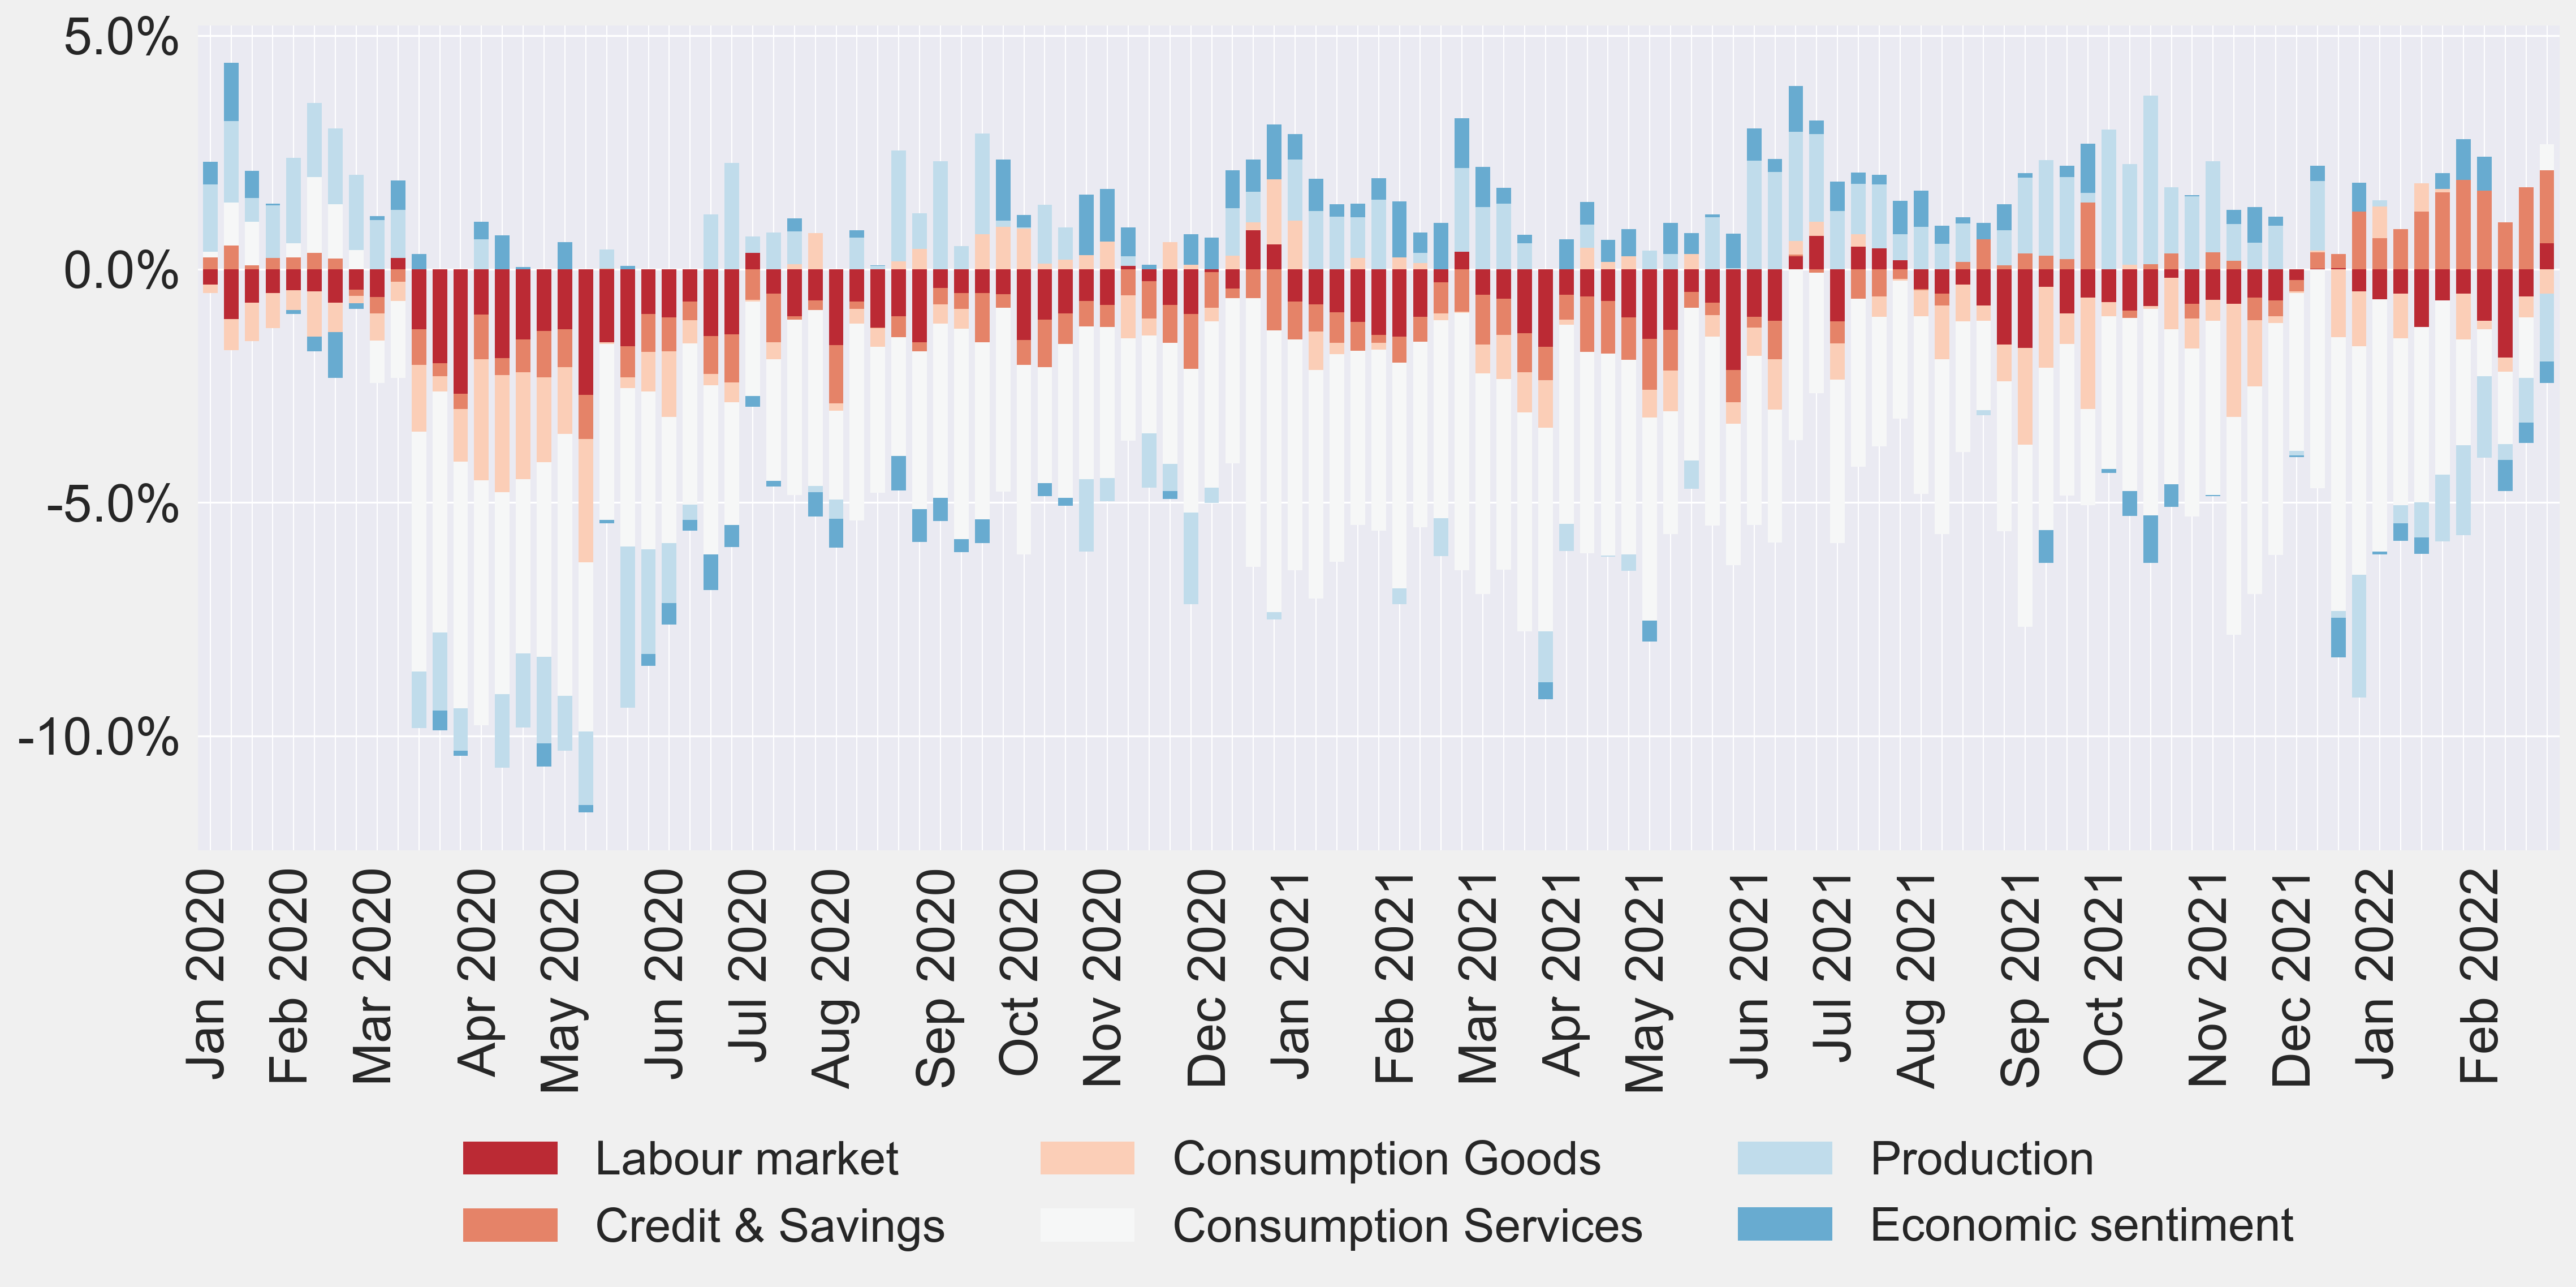 5.0%
0.0%
-5.0%
-10.0%
Jan 2020
Feb 2020
Mar 2020
Apr 2020
May 2020
Jun 2020
Jul 2020
Aug 2020
Sep 2020
Oct 2020
Nov 2020
Dec 2020
Jan 2021
Feb 2021
Mar 2021
Apr 2021
May 2021
Jun 2021
Jul 2021
Aug 2021
Sep 2021
Oct 2021
Nov 2021
Dec 2021
Jan 2022
Feb 2022
Labour market
Credit & Savings
Consumption Goods
Consumption Services
Production
Economic sentiment